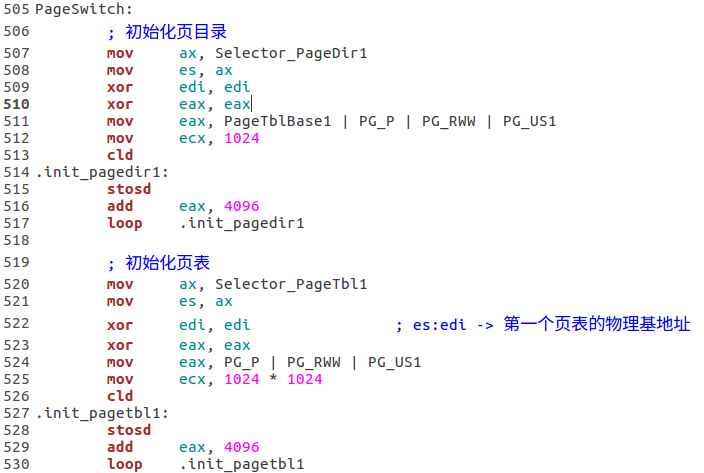 505 PageSwitch:
506         ; 初始化页目录
507         mov     ax, Selector_PageDir1
508         mov     es, ax
509         xor     edi, edi
510         xor     eax, eax
511         mov     eax, PageTblBase1 | PG_P | PG_RWW | PG_US1
512         mov     ecx, 1024
513         cld
514 .init_pagedir1:
515         stosd
516         add     eax, 4096
517         loop    .init_pagedir1
518
519         ; 初始化页表
520         mov     ax, Selector_PageTbl1
521         mov     es, ax
522         xor     edi, edi                ; es:edi -> 第一个页表的物理基地址
523         xor     eax, eax
524         mov     eax, PG_P | PG_RWW | PG_US1
525         mov     ecx, 1024 * 1024
526         cld
527 .init_pagetbl1:
528         stosd
529         add     eax, 4096
530         loop    .init_pagetbl1